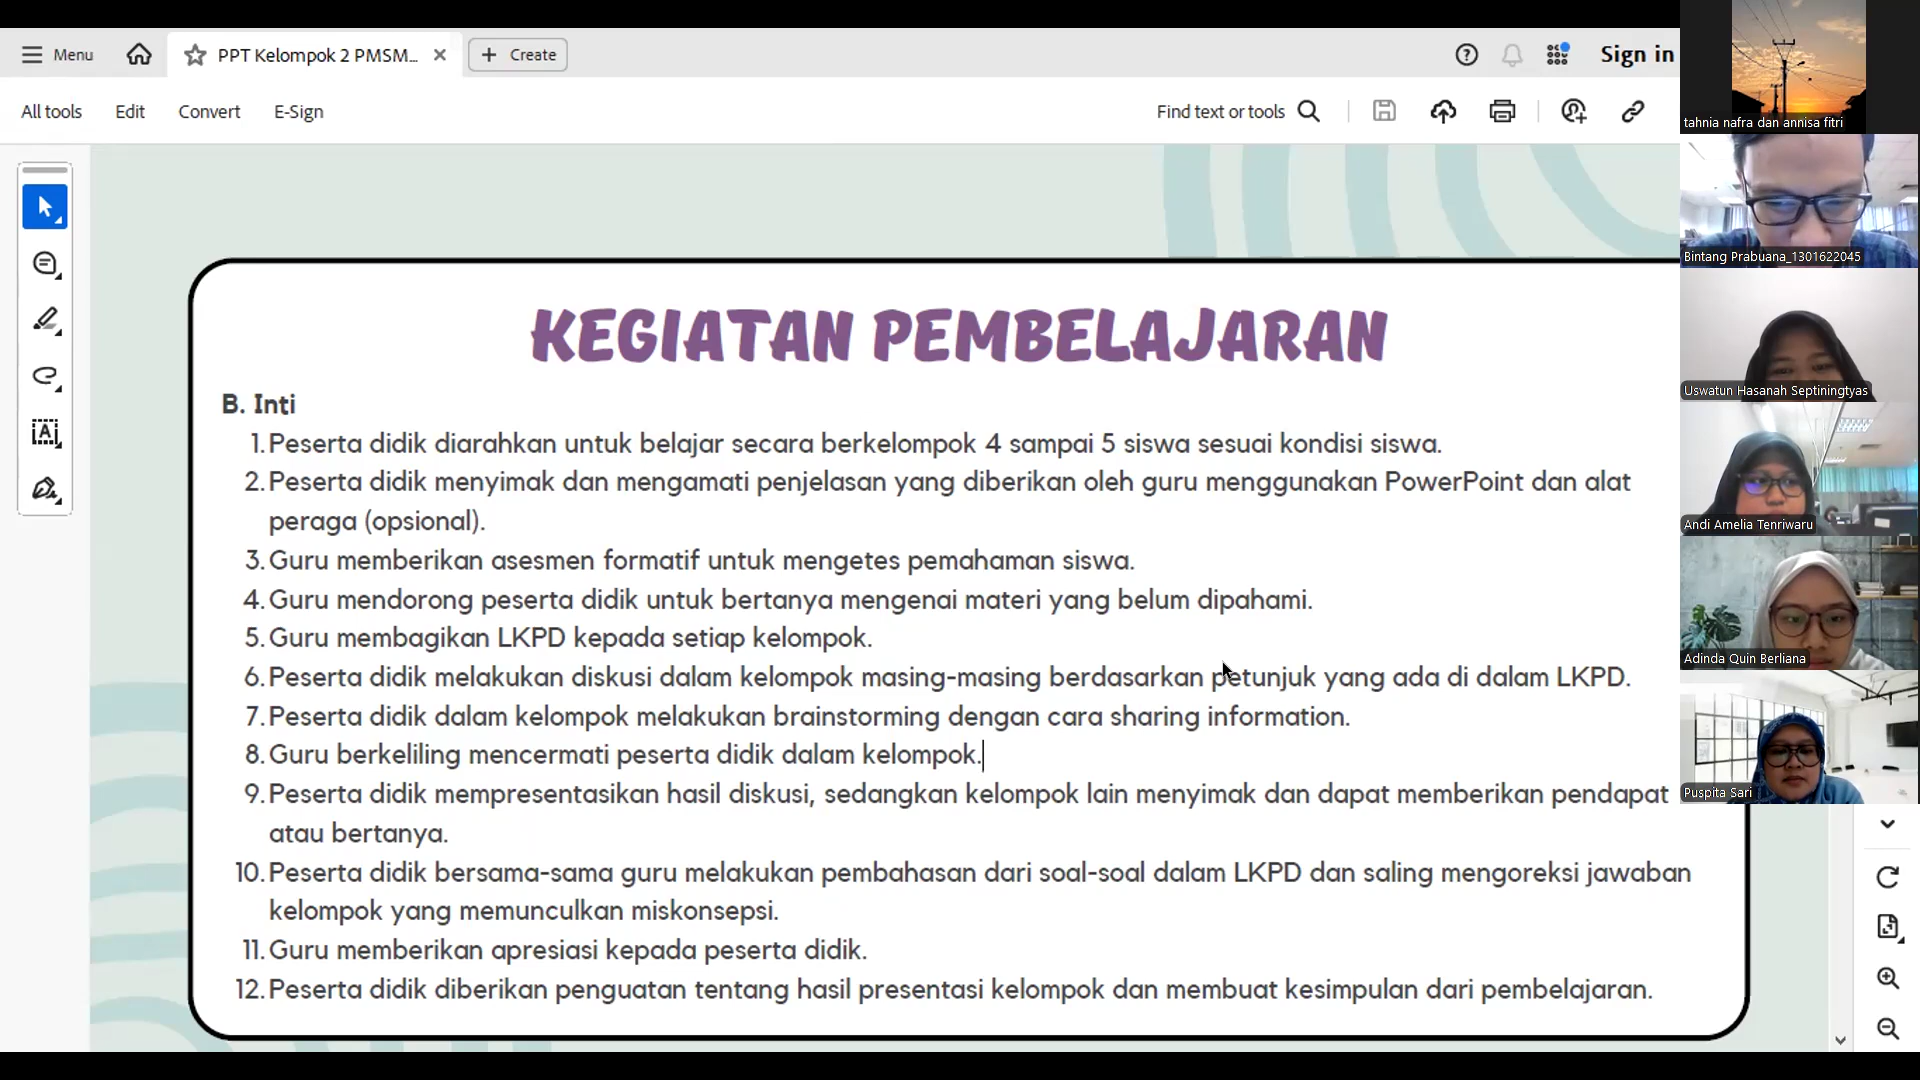 Menu
PPT Kelompok 2 PMSM...
Create
Sign in
All tools
Edit
Convert
E-Sign
Find text or tools
KEGIATAN PEMBELAJARAN
B. Inti
1. Peserta didik diarahkan untuk belajar secara berkelompok 4 sampai 5 siswa sesuai kondisi siswa.
2. Peserta didik menyimak dan mengamati penjelasan yang diberikan oleh guru menggunakan PowerPoint dan alat
peraga (opsional).
3. Guru memberikan asesmen formatif untuk mengetes pemahaman siswa.
4. Guru mendorong peserta didik untuk bertanya mengenai materi yang belum dipahami.
5. Guru membagikan LKPD kepada setiap kelompok.
6. Peserta didik melakukan diskusi dalam kelompok masing-masing berdasarkan petunjuk yang ada di dalam LKPD.
7. Peserta didik dalam kelompok melakukan brainstorming dengan cara sharing information.
8. Guru berkeliling mencermati peserta didik dalam kelompok.
9. Peserta didik mempresentasikan hasil diskusi, sedangkan kelompok lain menyimak dan dapat memberikan pendapat
atau bertanya.
10. Peserta didik bersama-sama guru melakukan pembahasan dari soal-soal dalam LKPD dan saling mengoreksi jawaban
kelompok yang memunculkan miskonsepsi.
11. Guru memberikan apresiasi kepada peserta didik.
12. Peserta didik diberikan penguatan tentang hasil presentasi kelompok dan membuat kesimpulan dari pembelajaran.
tahnia nafra dan annisa fitri
Bintang Prabuana_1301622045
Uswatun Hasanah Septiningtyas
Andi Amelia Tenriwaru
Adinda Quin Berliana
Puspita Sari